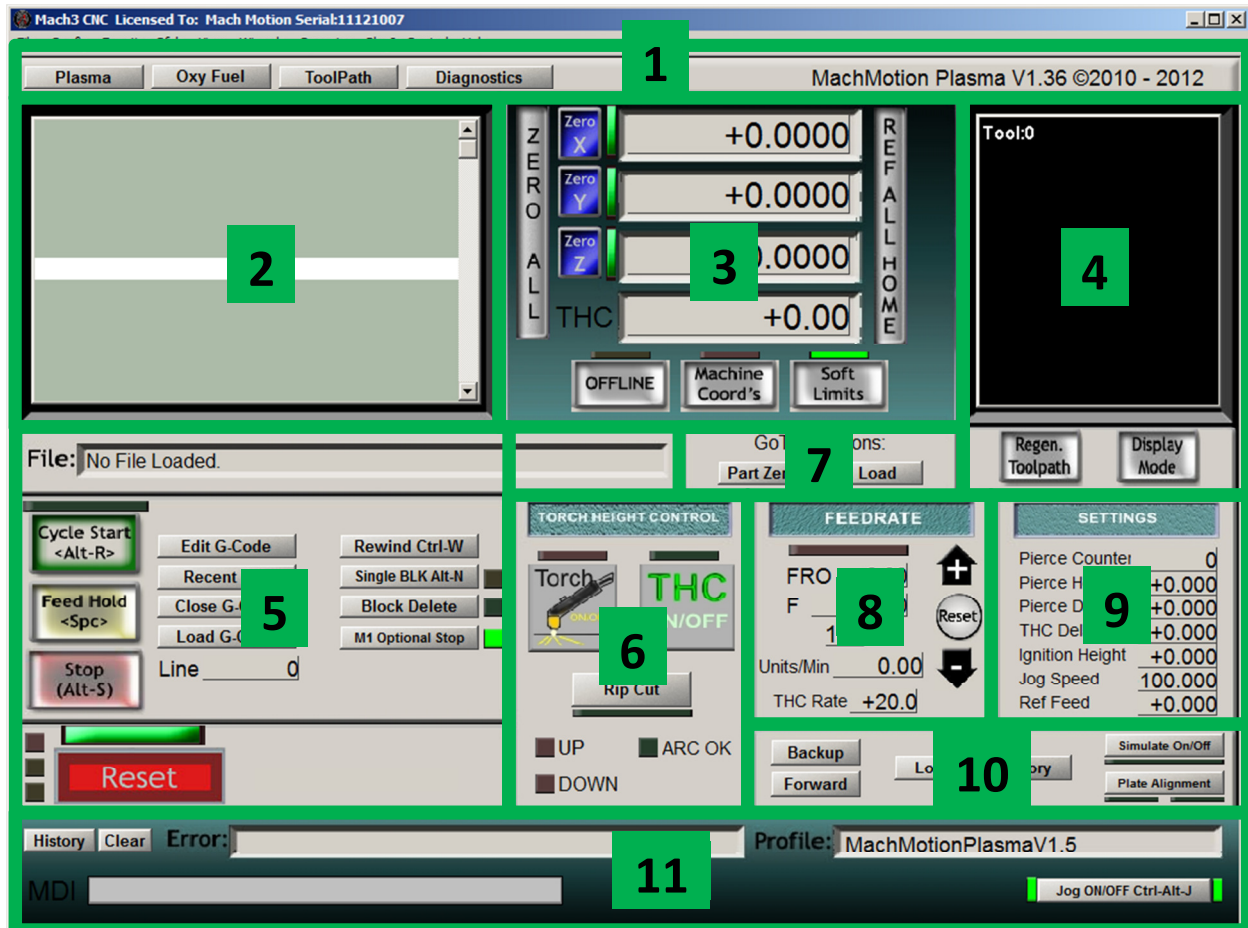 Mach3 CNC Licensed To: Mach Motion Serial:11121007
Plasma
Oxy Fuel
ToolPath
Diagnostics
1
MachMotion Plasma V1.36 ©2010 - 2012
2
ZERO ALL
Zero X
+0.0000
Zero Y
+0.0000
Zero Z
.0000
3
THC
+0.00
REF ALL HOME
OFFLINE
Machine Coord's
Soft Limits
Tool:0
4
Regen. Toolpath
Display Mode
File: No File Loaded.
7
Load
Cycle Start <Alt-R>
Feed Hold <Spc>
Stop (Alt-S)
Edit G-Code
Recent
Close
Load
Line 0
5
Rewind Ctrl-W
Single BLK Alt-N
Block Delete
M1 Optional Stop
Reset
TORCH HEIGHT CONTROL
Torch
ON/OFF
THC
N/OFF
6
Rip Cut
UP
ARC OK
DOWN
FEEDRATE
FRO
F
8
Reset
Units/Min 0.00
THC Rate +20.0
SETTINGS
Pierce Counter 0
Pierce +0.000
Pierce +0.000
THC +0.000
Ignition Height +0.000
Jog Speed 100.000
Ref Feed +0.000
9
Backup
Forward
10
Simulate On/Off
Plate Alignment
History
Clear
Error:
Profile: MachMotionPlasmaV1.5
11
MDI
Jog ON/OFF Ctrl-Alt-J